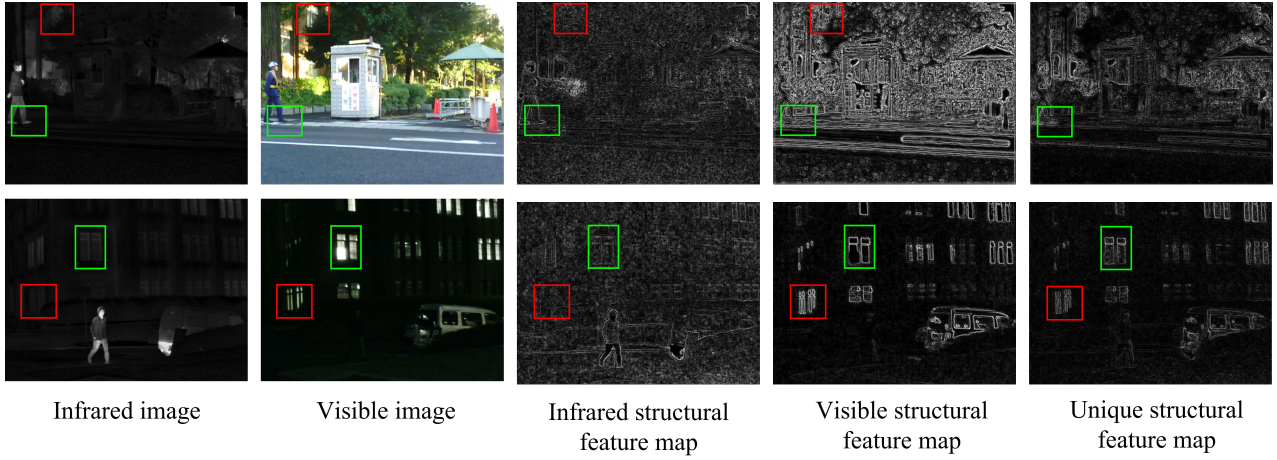 Infrared image
Visible image
Infrared structural
feature map
Visible structural
feature map
Unique structural
feature map